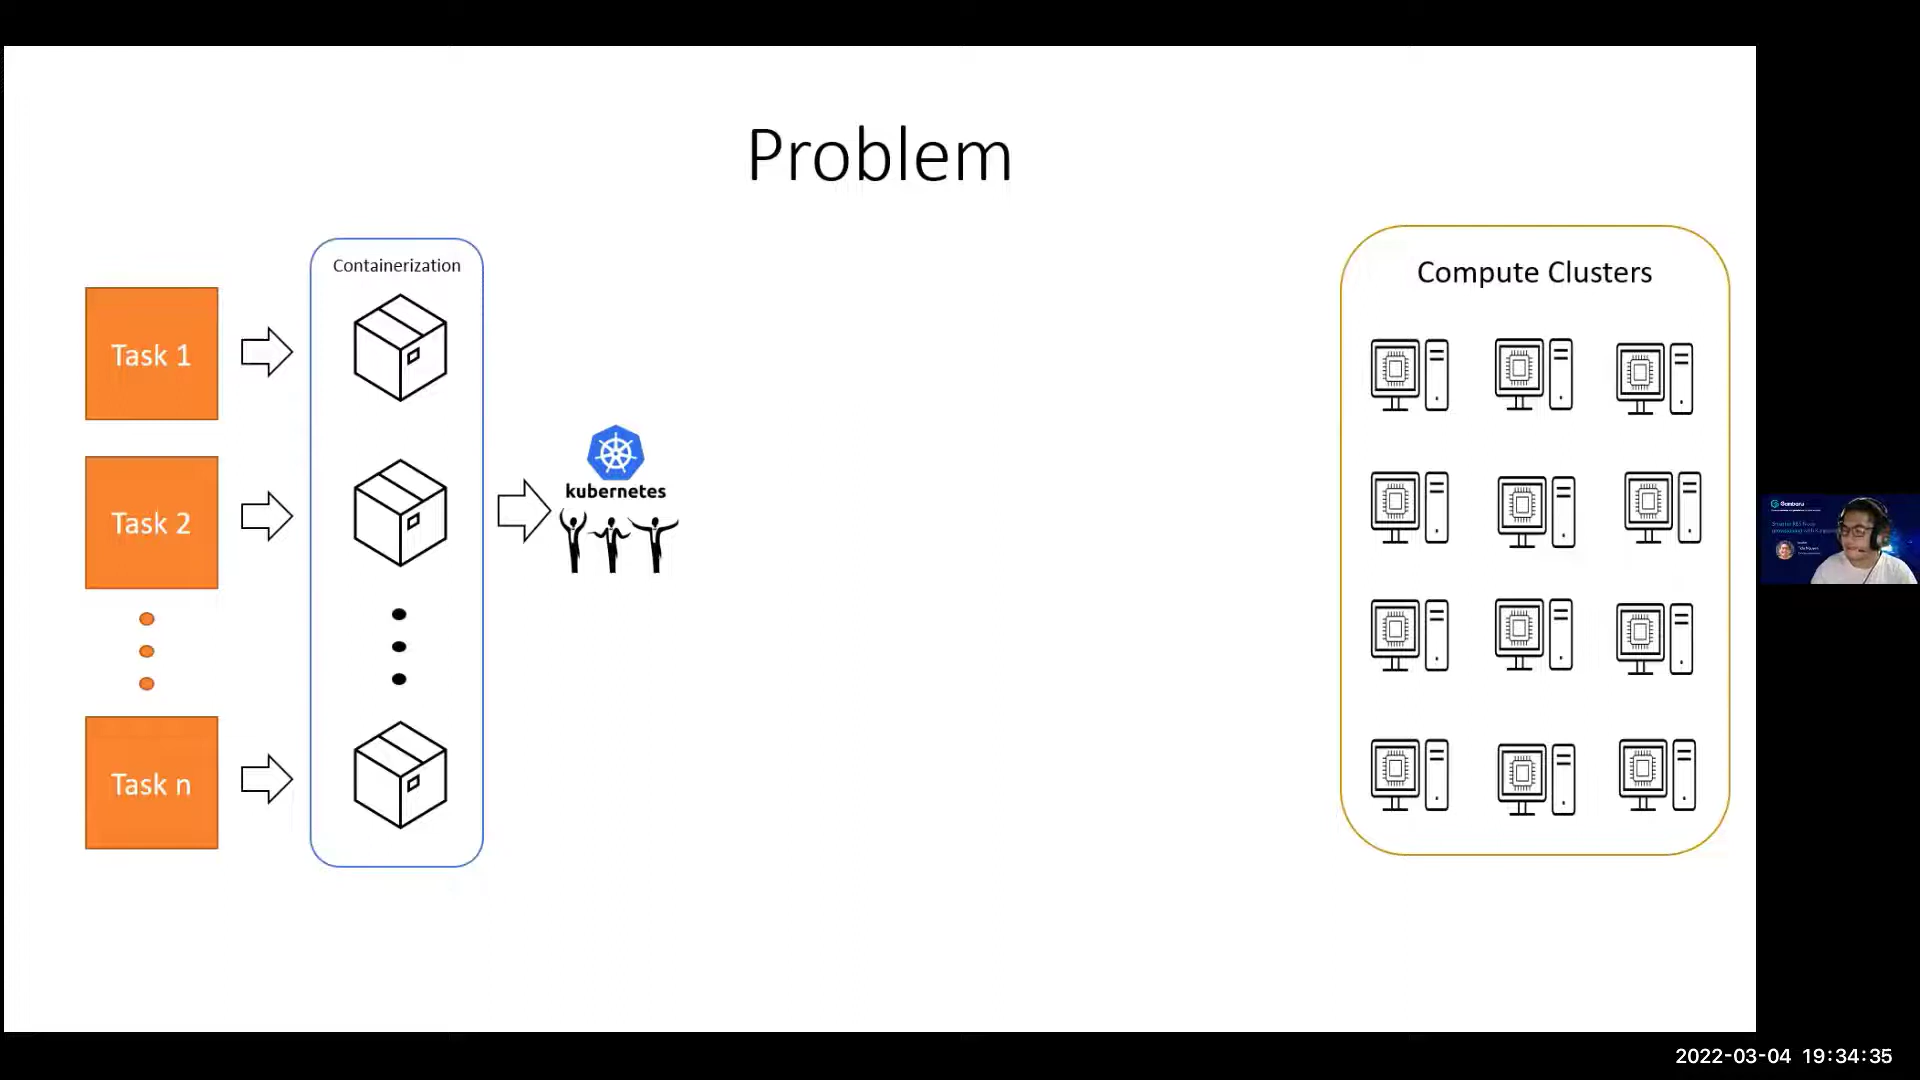 Problem
Containerization
Compute Clusters
Task 1
Task 2
Task n
kubernetes
2022-03-04 19:34:35